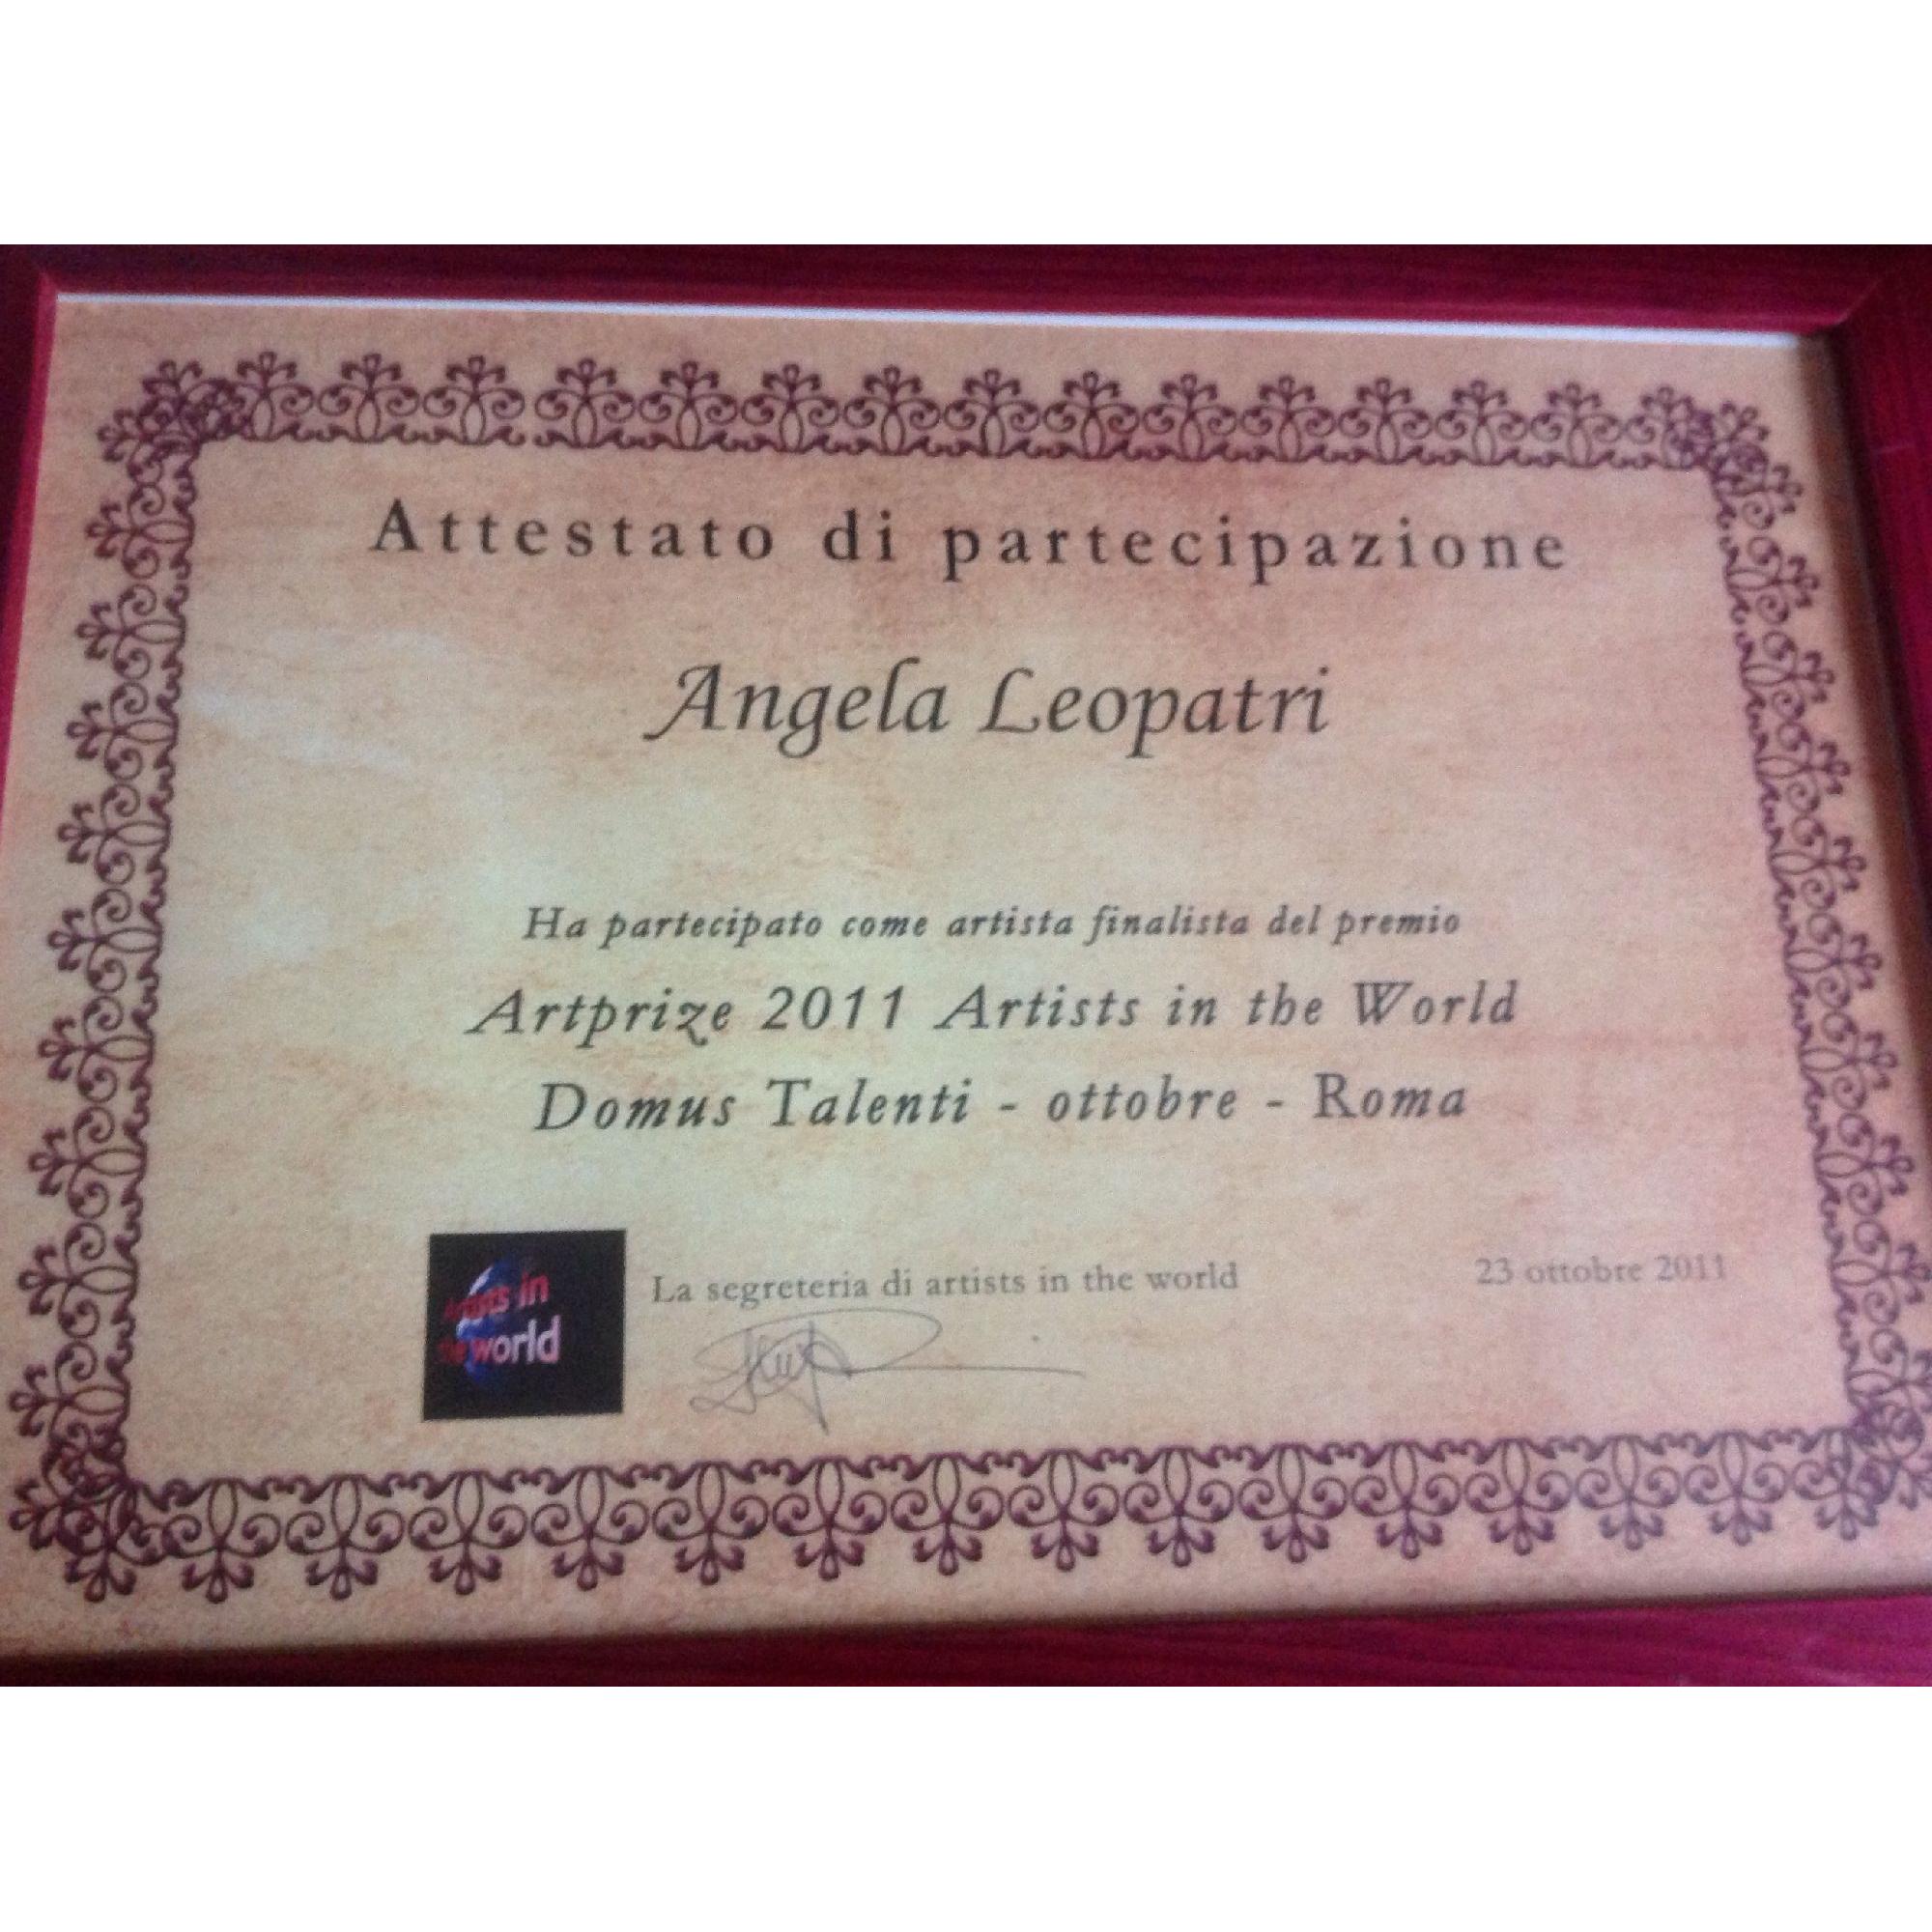 Attestato di partecipazione
Angela Leopatri
Ha partecipato come artista finalista del premio
Artprize 2011 Artists in the World
Domus Talenti - ottobre - Roma
Artists in
the world
La segreteria di artists in the world
23 ottobre 2011